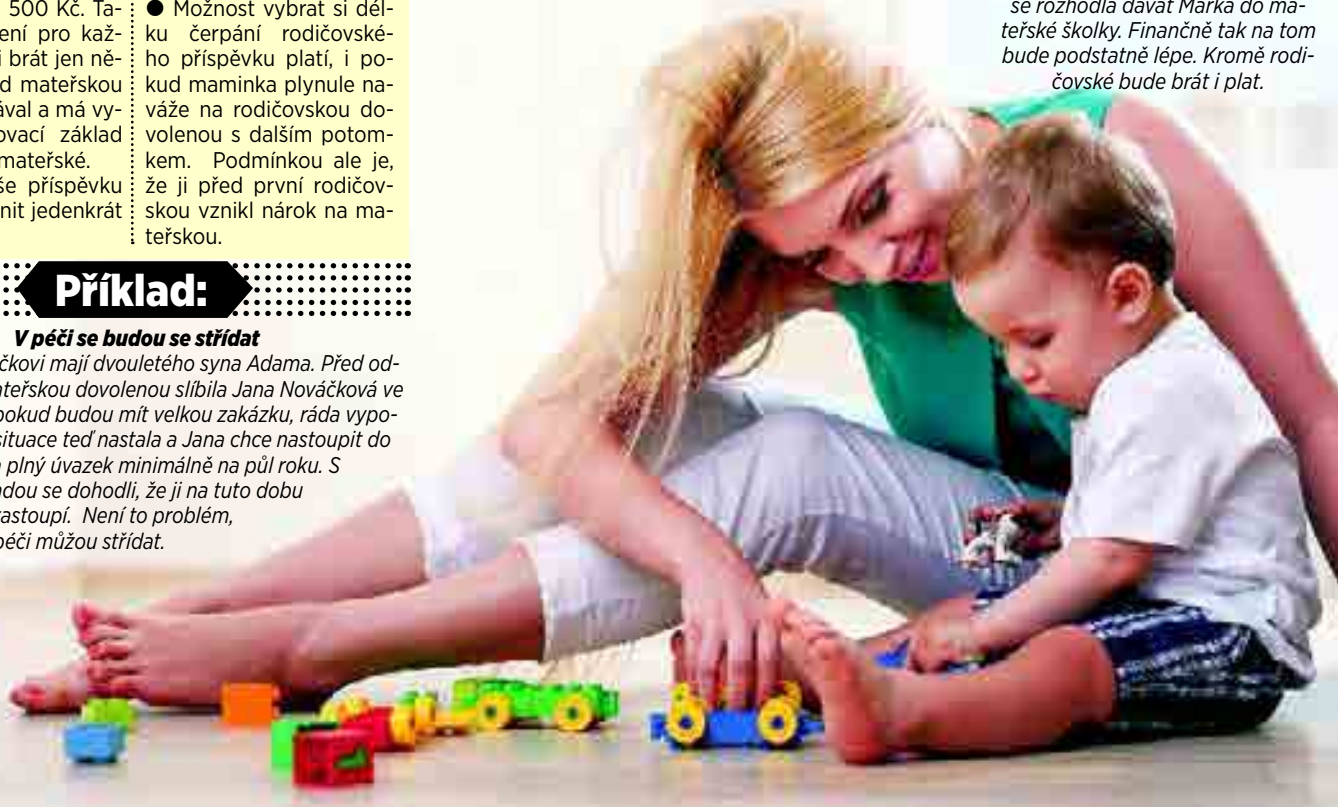 500 Kč. Ta-
ení pro kaž-
i brát jen ně-
d mateřskou
ával a má vy-
ovací základ
mateřské.
še příspěvku
nit jedenkrát
● Možnost vybrat si dél-
ku čerpání rodičovské-
ho příspěvku platí, i po-
kud maminka plynule na-
váže na rodičovskou do-
volenou s dalším potom-
kem. Podmínkou ale je,
že ji před první rodičov-
skou vznikl nárok na ma-
teřskou.
Příklad:
V péči se budou se střídat
čkovi mají dvouletého syna Adama. Před od-
ateřskou dovolenou slíbila Jana Nováčková ve
pokud budou mít velkou zakázku, ráda vypo-
situace teď nastala a Jana chce nastoupit do
plný úvazek minimálně na půl roku. S
adou se dohodli, že ji na tuto dobu
astoupí. Není to problém,
péči můžou střídat.
se rozhodla dávat Marka do ma-
teřské školky. Finančně tak na tom
bude podstatně lépe. Kromě rodi-
čovské bude brát i plat.